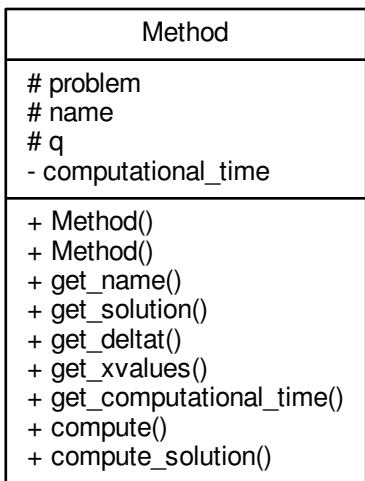 Method
# problem
# name
# q
- computational_time
+ Method()
+ Method()
+ get_name()
+ get_solution()
+ get_deltat()
+ get_xvalues()
+ get_computational_time()
+ compute()
+ compute_solution()